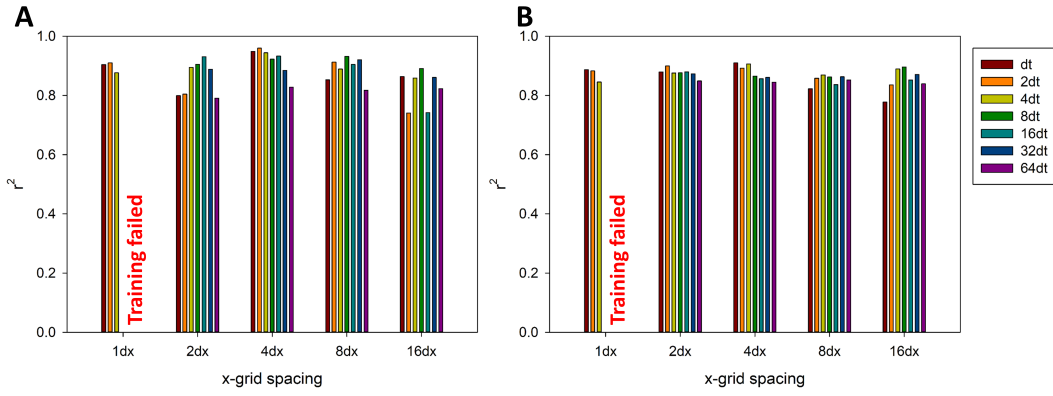 A
1.0
0.8
0.6
0.4
0.2
0.0
r²
Training failed
1dx
2dx
4dx
8dx
16dx
x-grid spacing
B
1.0
0.8
0.6
0.4
0.2
0.0
r²
Training failed
1dx
2dx
4dx
8dx
16dx
x-grid spacing
dt
2dt
4dt
8dt
16dt
32dt
64dt